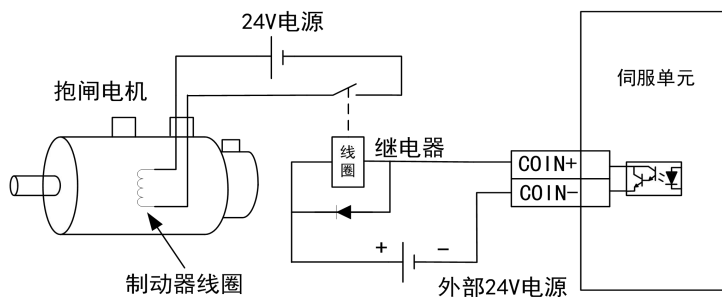 24V电源
伺服单元
抱闸电机
线圈
继电器
COIN+
COIN-
+ -
制动器线圈
外部24V电源